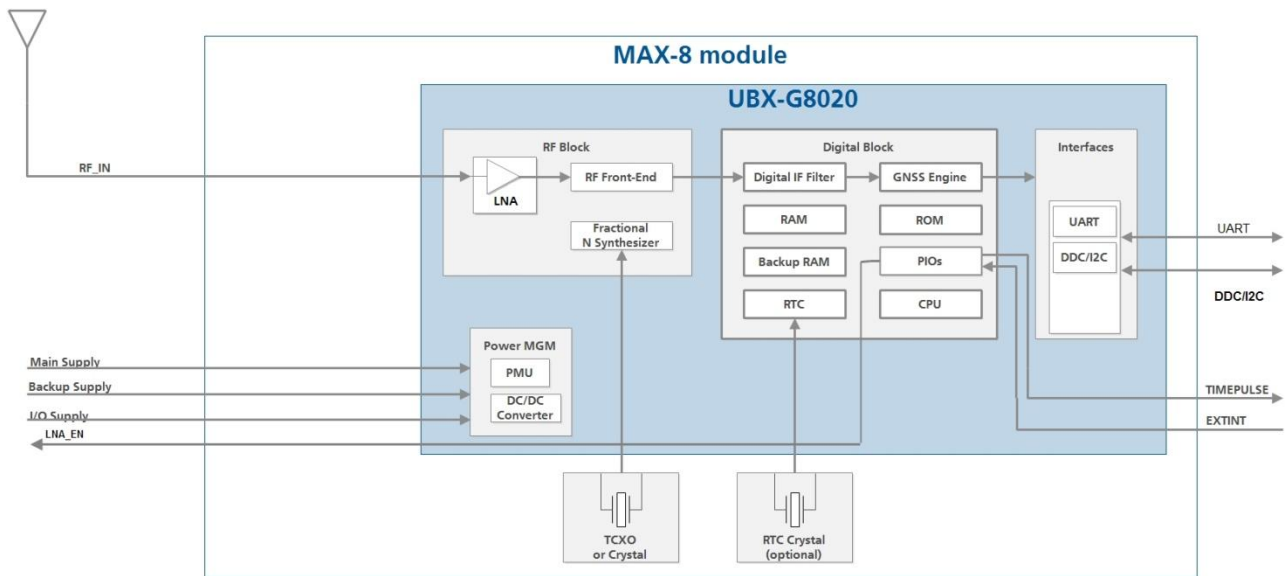 MAX-8 module
UBX-G8020
RF Block
Digital Block
Interfaces
RF_IN
LNA
RF Front-End
Digital IF Filter
GNSS Engine
RAM
ROM
UART
UART
Fractional
N Synthesizer
Backup RAM
PIOs
DDC/I2C
DDC/I2C
RTC
CPU
Power MGM
Main Supply
PMU
Backup Supply
DC/DC
Converter
TIMEPULSE
I/O Supply
LNA_EN
EXTINT
TCXO
or Crystal
RTC Crystal
(optional)